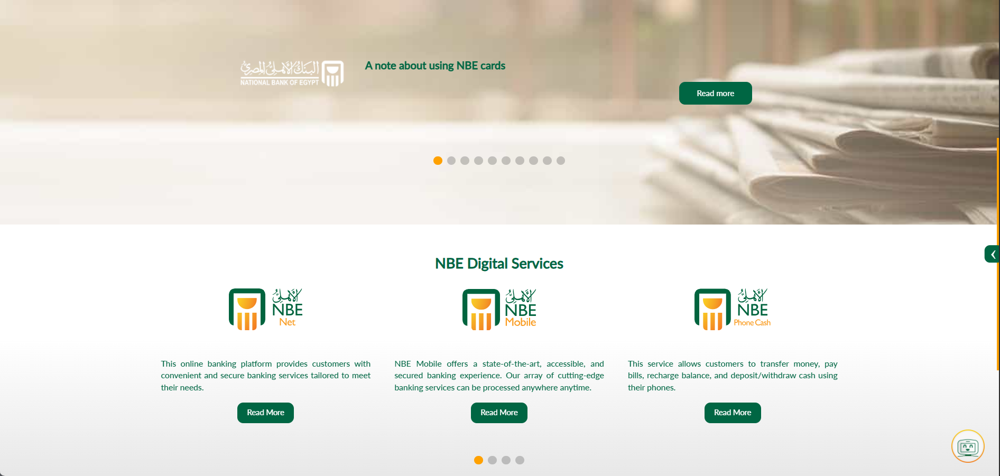 البنك الأهلي المصري
NATIONAL BANK OF EGYPT
A note about using NBE cards
Read more
NBE Digital Services
الأهلي
NBE
Net
الأهلي
NBE
Mobile
الأهلي
NBE
Phone Cash
This online banking platform provides customers with
convenient and secure banking services tailored to meet
their needs.
Read More
NBE Mobile offers a state-of-the-art, accessible, and
secured banking experience. Our array of cutting-edge
banking services can be processed anywhere anytime.
Read More
This service allows customers to transfer money, pay
bills, recharge balance, and deposit/withdraw cash using
their phones.
Read More